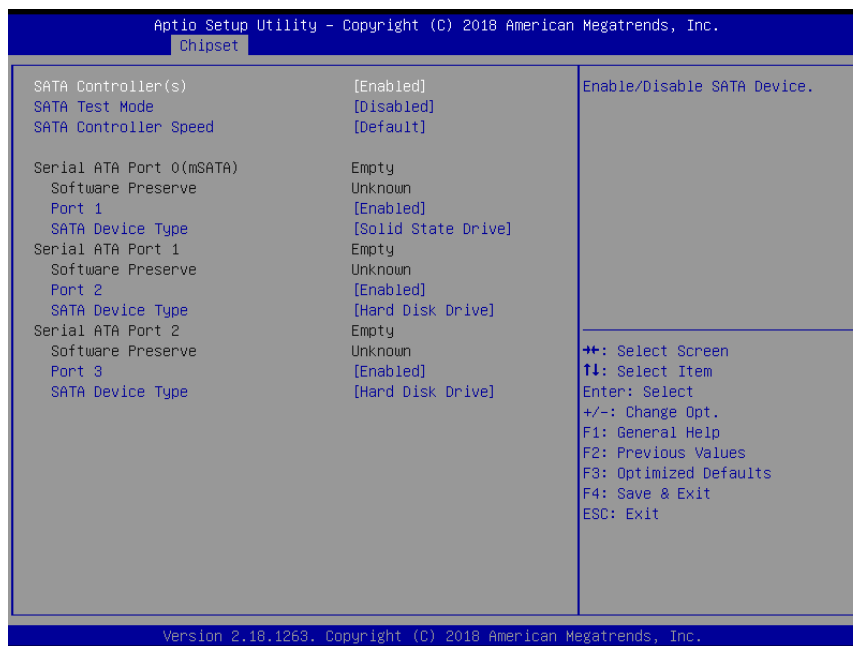 Aptio Setup Utility – Copyright (C) 2018 American Megatrends, Inc.
Chipset
SATA Controller(s) [Enabled]
SATA Test Mode [Disabled]
SATA Controller Speed [Default]
Serial ATA Port 0(mSATA) Empty
Software Preserve Unknown
Port 1 [Enabled]
SATA Device Type [Solid State Drive]
Serial ATA Port 1 Empty
Software Preserve Unknown
Port 2 [Enabled]
SATA Device Type [Hard Disk Drive]
Serial ATA Port 2 Empty
Software Preserve Unknown
Port 3 [Enabled]
SATA Device Type [Hard Disk Drive]
Enable/Disable SATA Device.
→←: Select Screen
↑↓: Select Item
Enter: Select
+/-: Change Opt.
F1: General Help
F2: Previous Values
F3: Optimized Defaults
F4: Save & Exit
ESC: Exit
Version 2.18.1263. Copyright (C) 2018 American Megatrends, Inc.